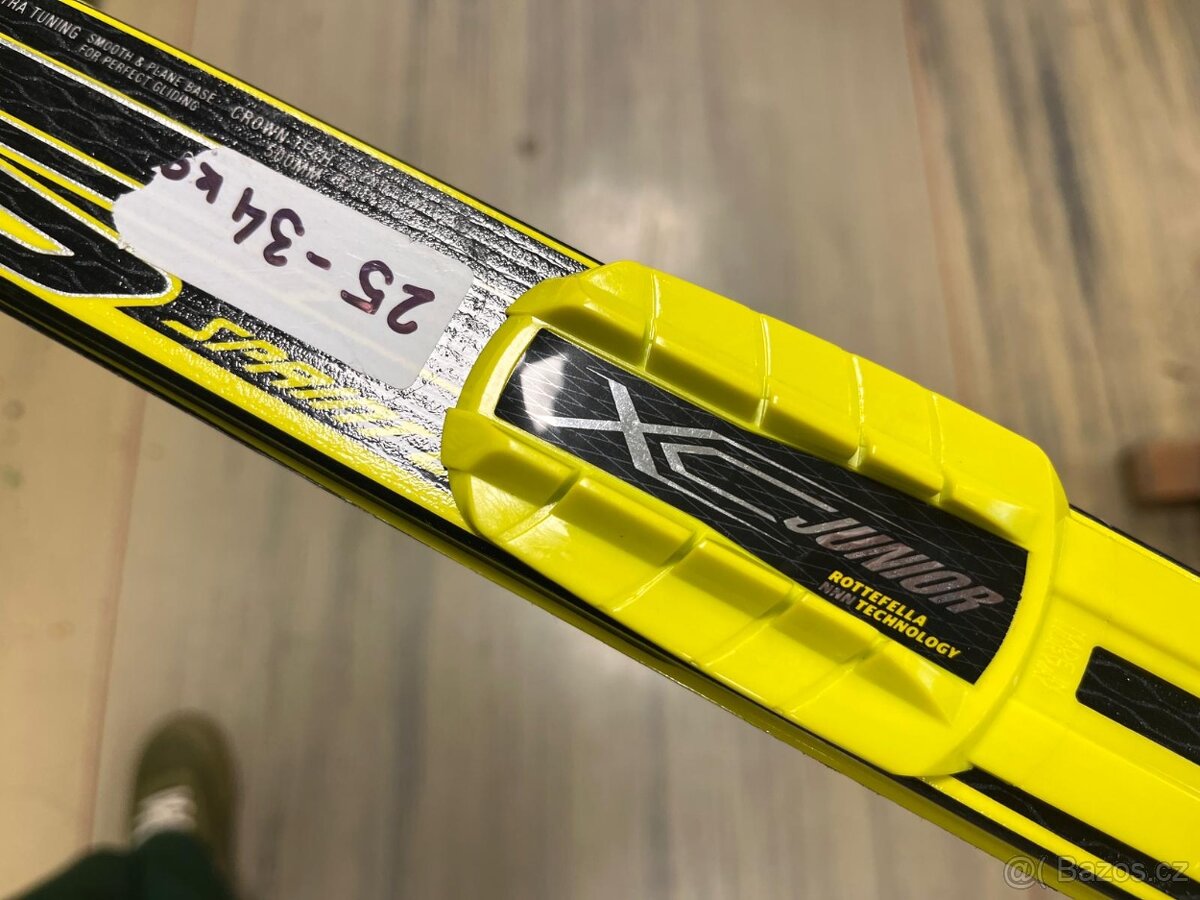 TUNING SMOOTH & PLANE BASE
FOR PERFECT GLIDING
CROWN TECH
25-34 kg
XC
JUNIOR
ROTTEFELLA
NNN TECHNOLOGY
@( Bazos.cz